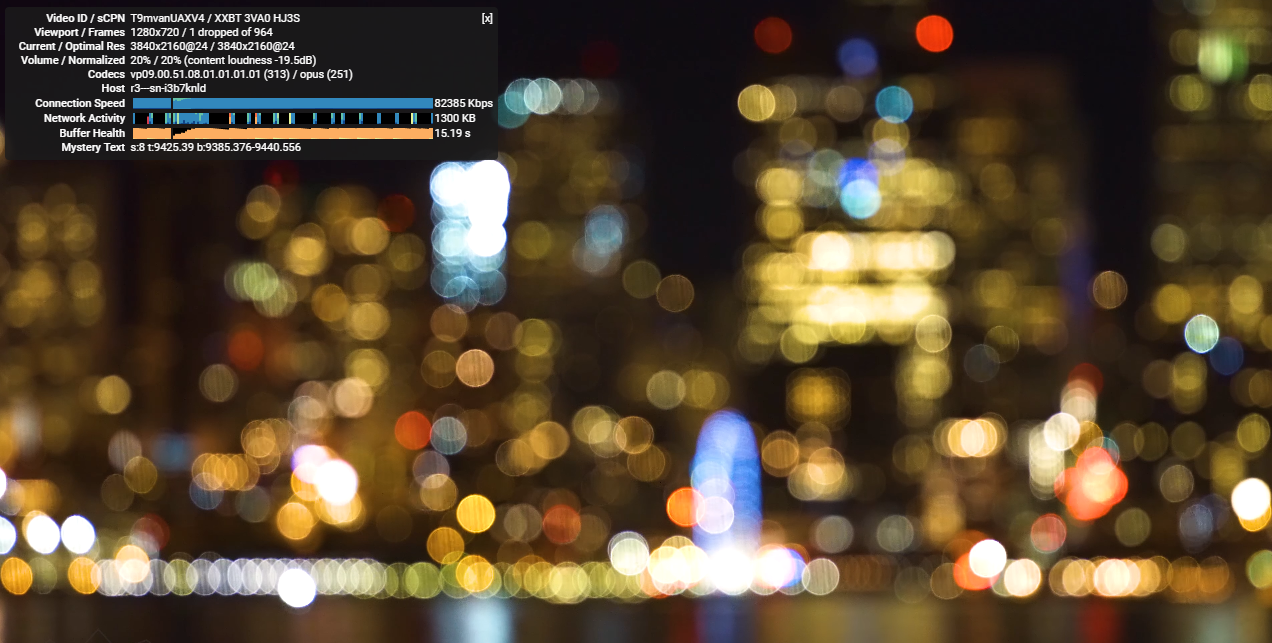 Video ID / sCPN T9mvanUAXV4 / XXBT 3VA0 HJ3S [x]
Viewport / Frames 1280x720 / 1 dropped of 964
Current / Optimal Res 3840x2160@24 / 3840x2160@24
Volume / Normalized 20% / 20% (content loudness -19.5dB)
Codecs vp09.00.51.08.01.01.01.01 (313) / opus (251)
Host r3---sn-i3b7knld
Connection Speed 82385 Kbps
Network Activity 1300 KB
Buffer Health 15.19 s
Mystery Text s:8 t:9425.39 b:9385.376-9440.556